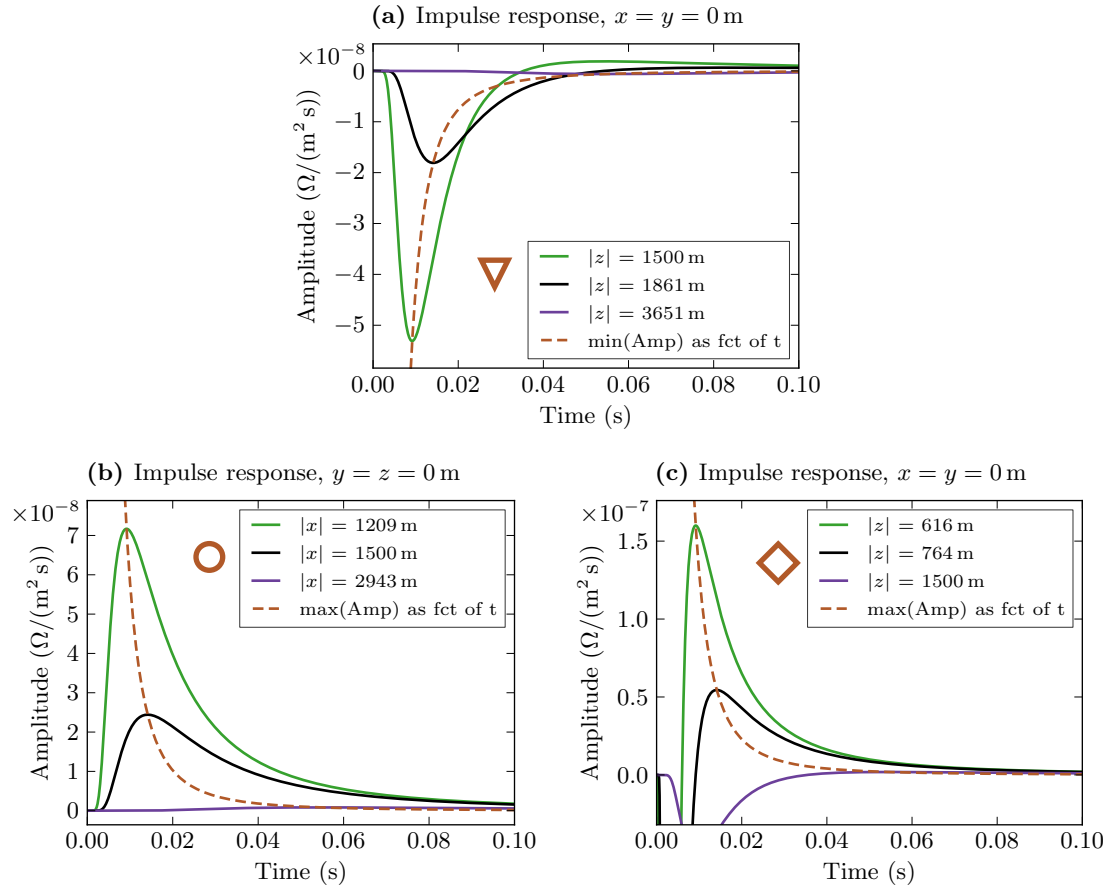 (a) Impulse response, x = y = 0 m
×10−8
0
−1
−2
−3
−4
−5
Amplitude (Ω/(m² s))
|z| = 1500 m
|z| = 1861 m
|z| = 3651 m
min(Amp) as fct of t
0.00 0.02 0.04 0.06 0.08 0.10
Time (s)
(b) Impulse response, y = z = 0 m
×10−8
7
6
5
4
3
2
1
0
Amplitude (Ω/(m² s))
|x| = 1209 m
|x| = 1500 m
|x| = 2943 m
max(Amp) as fct of t
0.00 0.02 0.04 0.06 0.08 0.10
Time (s)
(c) Impulse response, x = y = 0 m
×10−7
1.5
1.0
0.5
0.0
Amplitude (Ω/(m² s))
|z| = 616 m
|z| = 764 m
|z| = 1500 m
max(Amp) as fct of t
0.00 0.02 0.04 0.06 0.08 0.10
Time (s)